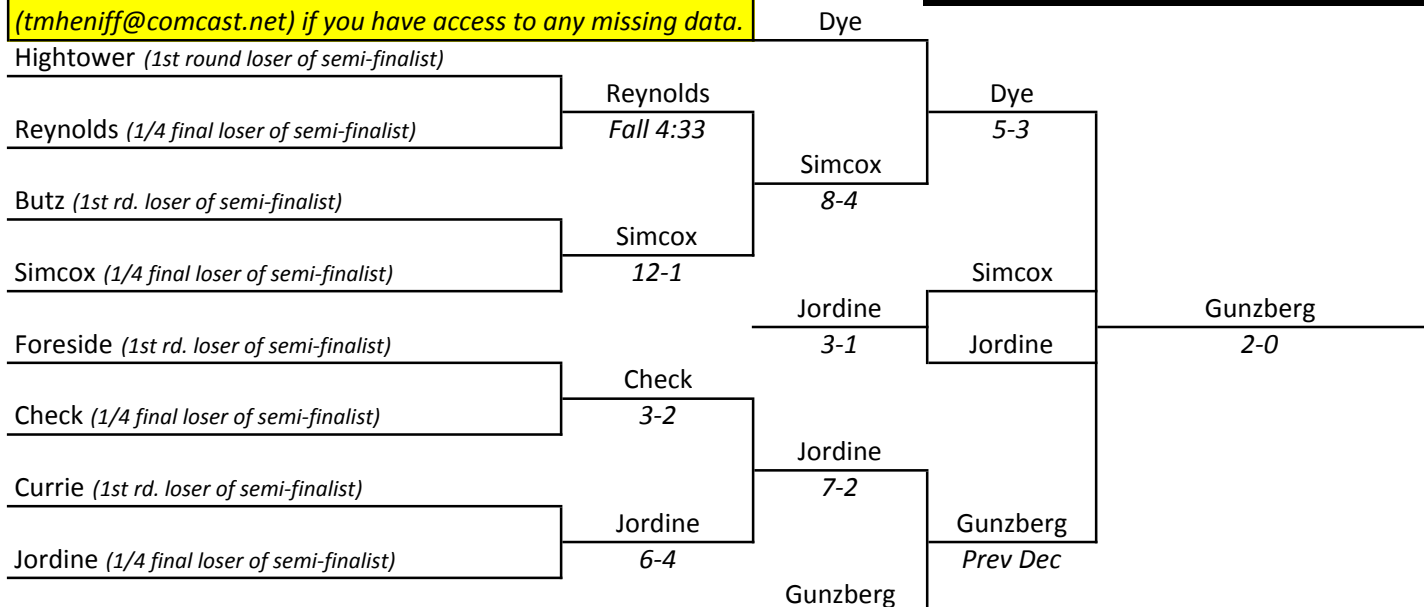 (tmheniff@comcast.net) if you have access to any missing data. Dye
Hightower (1st round loser of semi-finalist)
Reynolds Dye
Reynolds (1/4 final loser of semi-finalist) Fall 4:33 5-3
Simcox
Butz (1st rd. loser of semi-finalist) 8-4
Simcox
Simcox (1/4 final loser of semi-finalist) 12-1 Simcox
Jordine Gunzberg
Foreside (1st rd. loser of semi-finalist) 3-1 Jordine 2-0
Check
Check (1/4 final loser of semi-finalist) 3-2
Jordine
Currie (1st rd. loser of semi-finalist) 7-2
Jordine Gunzberg
Jordine (1/4 final loser of semi-finalist) 6-4 Prev Dec
Gunzberg